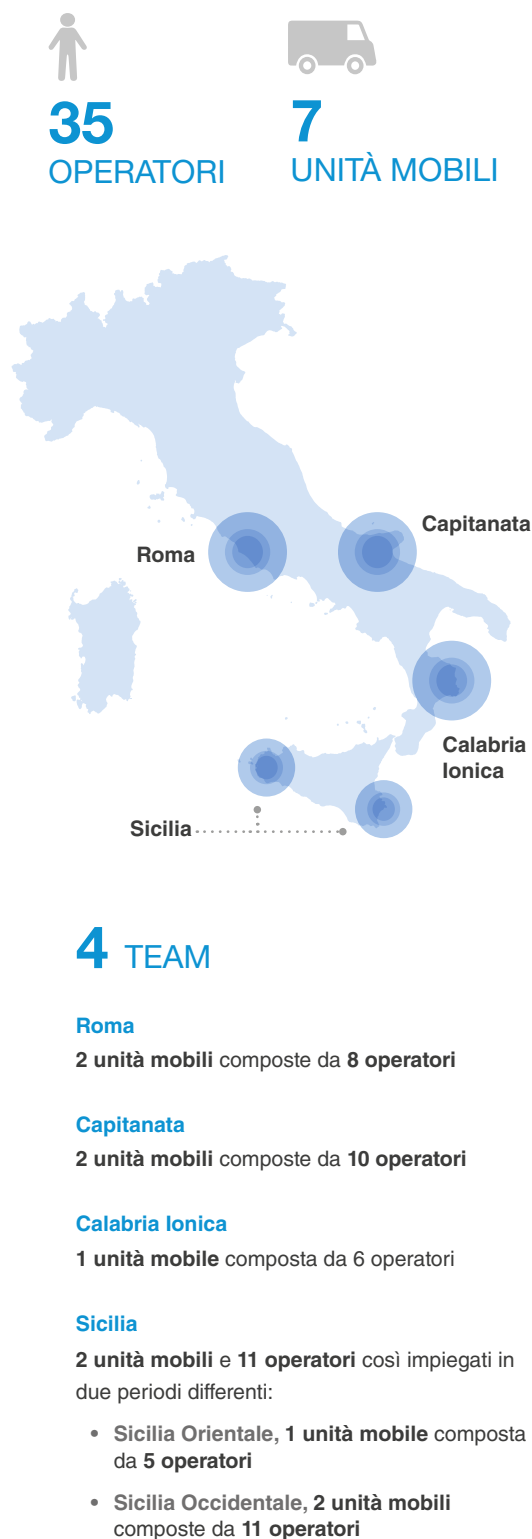 35
OPERATORI
7
UNITÀ MOBILI
Capitanata
Roma
Calabria
Ionica
Sicilia
4 TEAM
Roma
2 unità mobili composte da 8 operatori
Capitanata
2 unità mobili composte da 10 operatori
Calabria Ionica
1 unità mobile composta da 6 operatori
Sicilia
2 unità mobili e 11 operatori così impiegati in
due periodi differenti:
• Sicilia Orientale, 1 unità mobile composta
da 5 operatori
• Sicilia Occidentale, 2 unità mobili
composte da 11 operatori